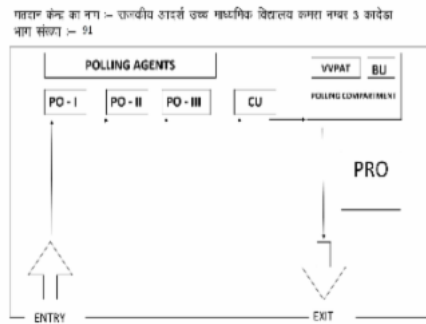 मतदान केन्द्र का नाम :- राजकीय आदर्श उच्च माध्यमिक विद्यालय कमरा नम्बर 3 कादेडा
भाग संख्या :- 91
POLLING AGENTS
VVPAT BU
POLLING COMPARTMENT
PO - I PO - II PO - III CU
PRO
ENTRY EXIT